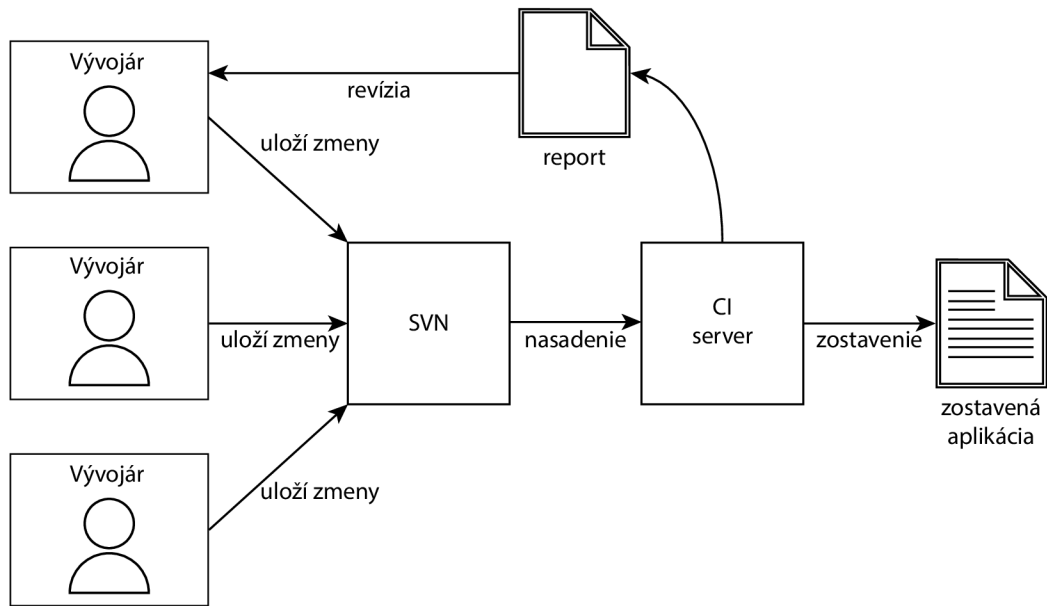 Vývojár
revízia
report
uloží zmeny
Vývojár
uloží zmeny
SVN
nasadenie
CI
server
zostavenie
zostavená
aplikácia
Vývojár
uloží zmeny